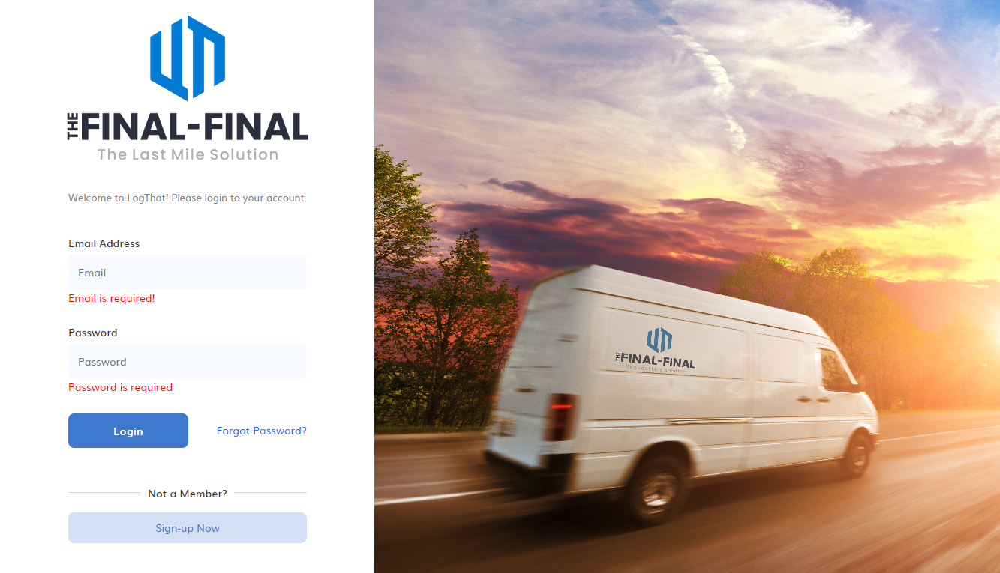 THE FINAL-FINAL
The Last Mile Solution
Welcome to LogThat! Please login to your account.
Email Address
Email
Email is required!
Password
Password
Password is required
Login
Forgot Password?
Not a Member?
Sign-up Now
THE FINAL-FINAL
The Last Mile Solution